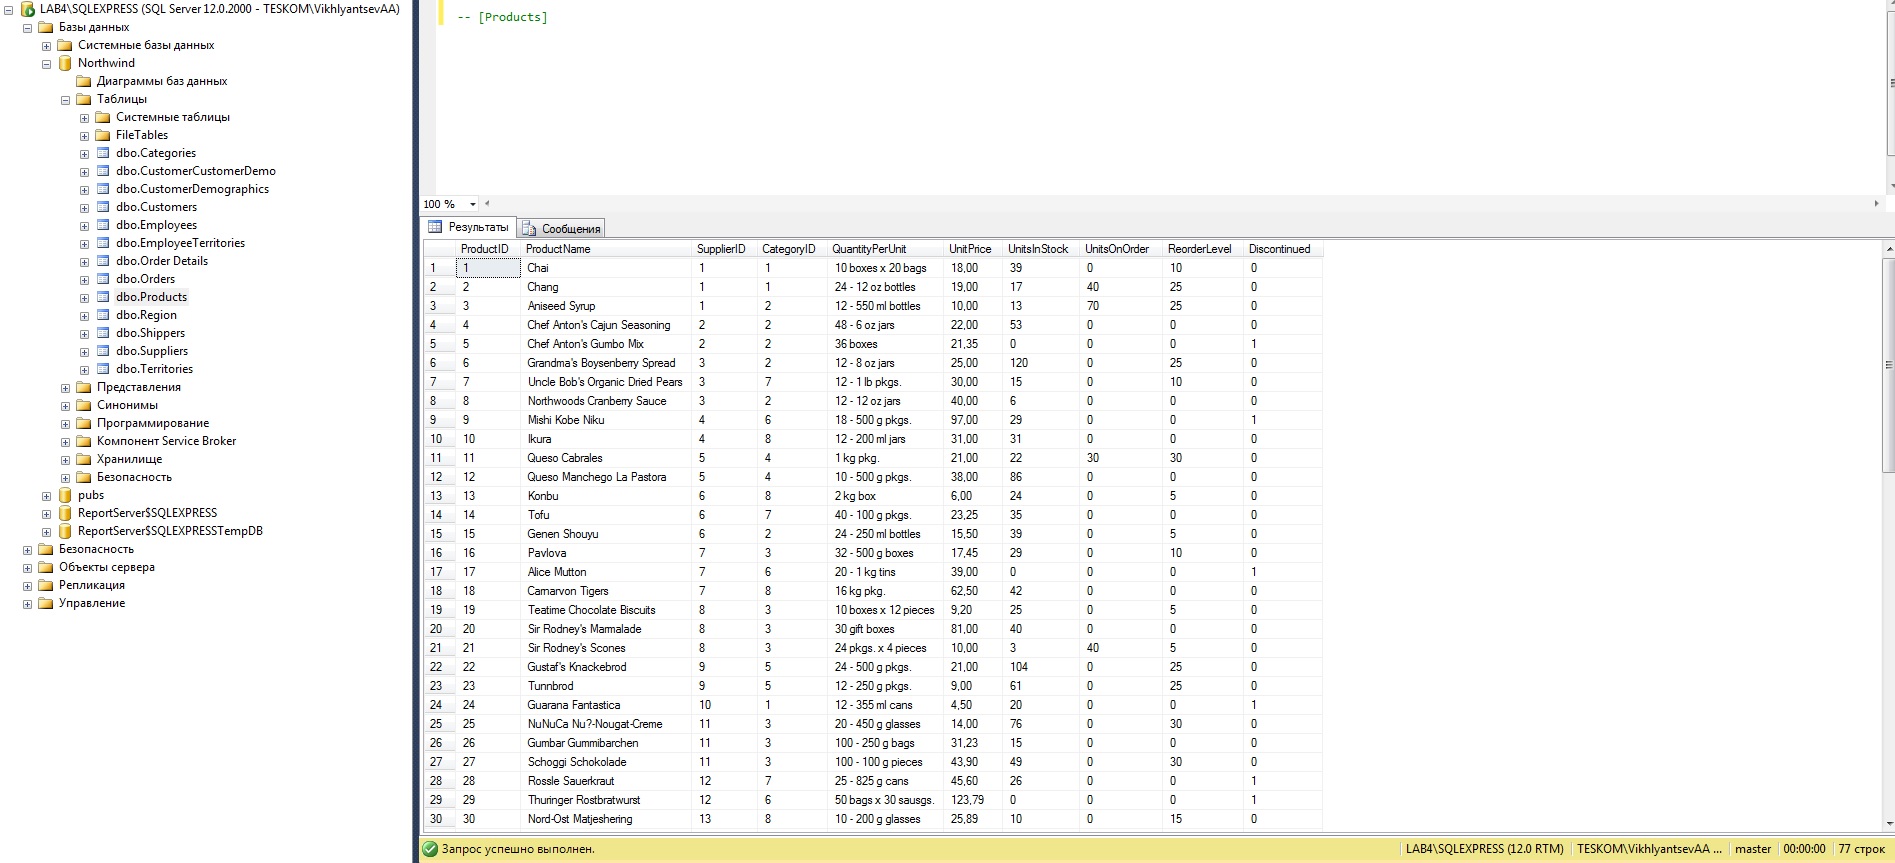 LAB4\SQLEXPRESS (SQL Server 12.0.2000 - TESKOM\VikhlyantsevAA)
Базы данных
Системные базы данных
Northwind
Диаграммы баз данных
Таблицы
Системные таблицы
FileTables
dbo.Categories
dbo.CustomerCustomerDemo
dbo.CustomerDemographics
dbo.Customers
dbo.Employees
dbo.EmployeeTerritories
dbo.Order Details
dbo.Orders
dbo.Products
dbo.Region
dbo.Shippers
dbo.Suppliers
dbo.Territories
Представления
Синонимы
Программирование
Компонент Service Broker
Хранилище
Безопасность
pubs
ReportServer$SQLEXPRESS
ReportServer$SQLEXPRESSTempDB
Безопасность
Объекты сервера
Репликация
Управление
-- [Products]
100 %
Результаты Сообщения
ProductID ProductName SupplierID CategoryID QuantityPerUnit UnitPrice UnitsInStock UnitsOnOrder ReorderLevel Discontinued
1 1 Chai 1 1 10 boxes x 20 bags 18,00 39 0 10 0
2 2 Chang 1 1 24 - 12 oz bottles 19,00 17 40 25 0
3 3 Aniseed Syrup 1 2 12 - 550 ml bottles 10,00 13 70 25 0
4 4 Chef Anton's Cajun Seasoning 2 2 48 - 6 oz jars 22,00 53 0 0 0
5 5 Chef Anton's Gumbo Mix 2 2 36 boxes 21,35 0 0 0 1
6 6 Grandma's Boysenberry Spread 3 2 12 - 8 oz jars 25,00 120 0 25 0
7 7 Uncle Bob's Organic Dried Pears 3 7 12 - 1 lb pkgs. 30,00 15 0 10 0
8 8 Northwoods Cranberry Sauce 3 2 12 - 12 oz jars 40,00 6 0 0 0
9 9 Mishi Kobe Niku 4 6 18 - 500 g pkgs. 97,00 29 0 0 1
10 10 Ikura 4 8 12 - 200 ml jars 31,00 31 0 0 0
11 11 Queso Cabrales 5 4 1 kg pkg. 21,00 22 30 30 0
12 12 Queso Manchego La Pastora 5 4 10 - 500 g pkgs. 38,00 86 0 0 0
13 13 Konbu 6 8 2 kg box 6,00 24 0 5 0
14 14 Tofu 6 7 40 - 100 g pkgs. 23,25 35 0 0 0
15 15 Genen Shouyu 6 2 24 - 250 ml bottles 15,50 39 0 5 0
16 16 Pavlova 7 3 32 - 500 g boxes 17,45 29 0 10 0
17 17 Alice Mutton 7 6 20 - 1 kg tins 39,00 0 0 0 1
18 18 Carnarvon Tigers 7 8 16 kg pkg. 62,50 42 0 0 0
19 19 Teatime Chocolate Biscuits 8 3 10 boxes x 12 pieces 9,20 25 0 5 0
20 20 Sir Rodney's Marmalade 8 3 30 gift boxes 81,00 40 0 0 0
21 21 Sir Rodney's Scones 8 3 24 pkgs. x 4 pieces 10,00 3 40 5 0
22 22 Gustaf's Knackebrod 9 5 24 - 500 g pkgs. 21,00 104 0 25 0
23 23 Tunnbrod 9 5 12 - 250 g pkgs. 9,00 61 0 25 0
24 24 Guarana Fantastica 10 1 12 - 355 ml cans 4,50 20 0 0 1
25 25 NuNuCa Nu?-Nougat-Creme 11 3 20 - 450 g glasses 14,00 76 0 30 0
26 26 Gumbar Gummibarchen 11 3 100 - 250 g bags 31,23 15 0 0 0
27 27 Schoggi Schokolade 11 3 100 - 100 g pieces 43,90 49 0 30 0
28 28 Rossle Sauerkraut 12 7 25 - 825 g cans 45,60 26 0 0 1
29 29 Thuringer Rostbratwurst 12 6 50 bags x 30 sausgs. 123,79 0 0 0 1
30 30 Nord-Ost Matjeshering 13 8 10 - 200 g glasses 25,89 10 0 15 0
Запрос успешно выполнен. LAB4\SQLEXPRESS (12.0 RTM) TESKOM\VikhlyantsevAA ... master 00:00:00 77 строк